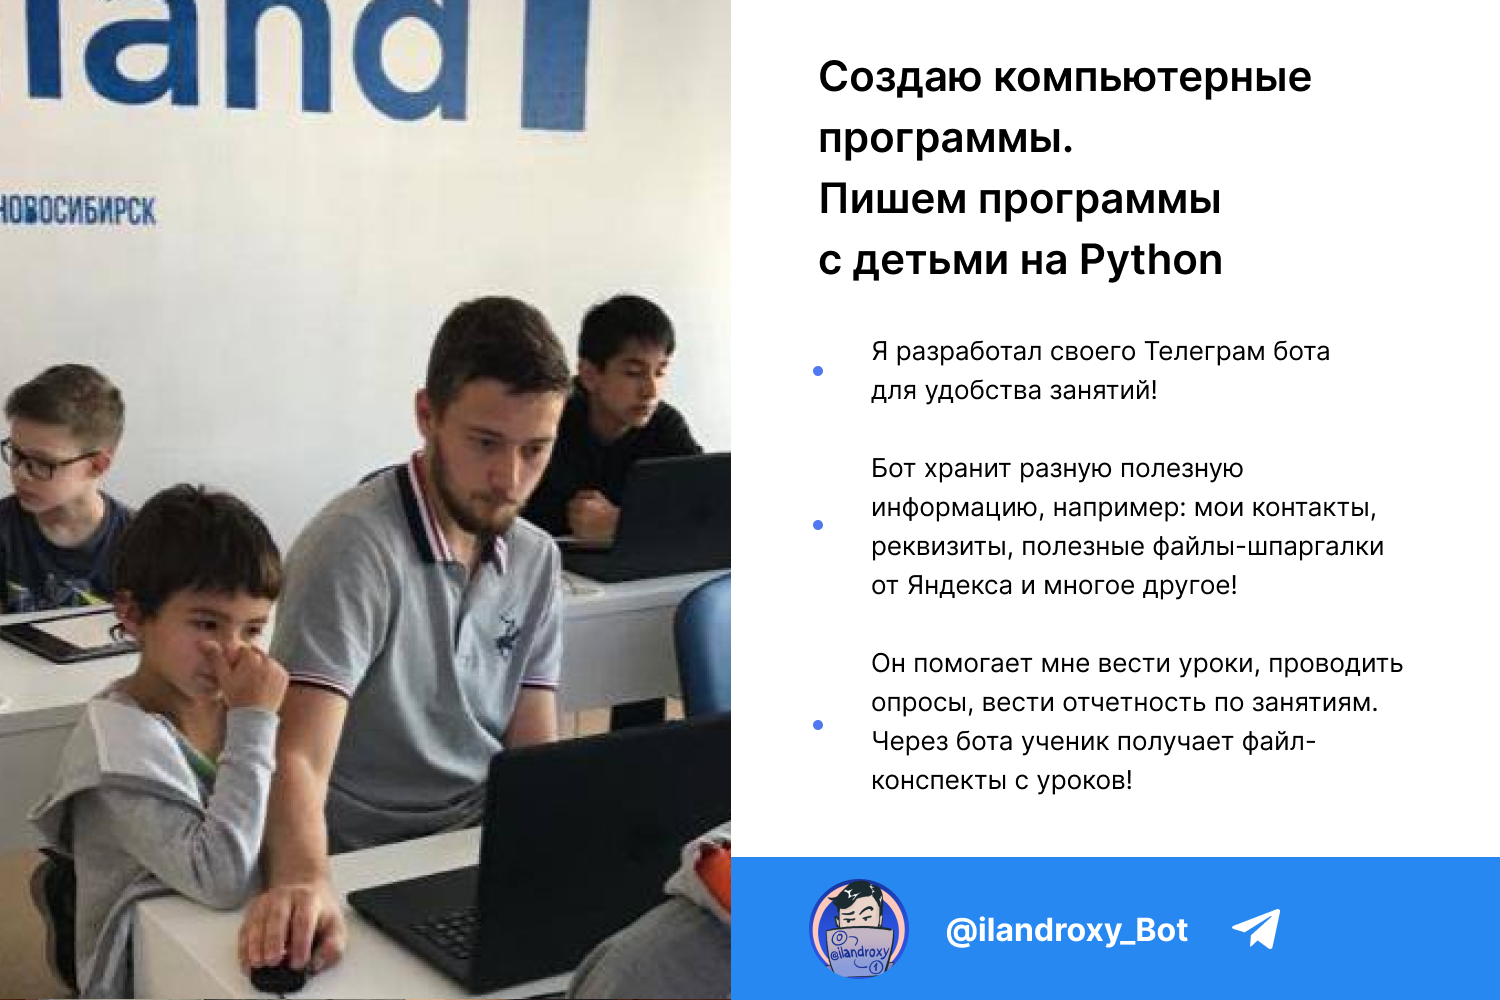 land
НОВОСИБИРСК
Создаю компьютерные
программы.
Пишем программы
с детьми на Python
Я разработал своего Телеграм бота
для удобства занятий!
Бот хранит разную полезную
информацию, например: мои контакты,
реквизиты, полезные файлы-шпаргалки
от Яндекса и многое другое!
Он помогает мне вести уроки, проводить
опросы, вести отчетность по занятиям.
Через бота ученик получает файл-
конспекты с уроков!
@ilandroxy
@ilandroxy_Bot